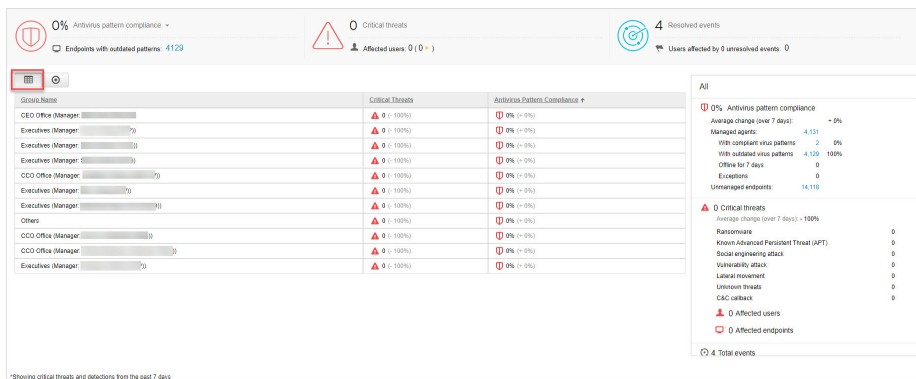 0% Antivirus pattern compliance
Endpoints with outdated patterns: 4129
0 Critical threats
Affected users: 0 ( 0 )
4 Resolved events
Users affected by 0 unresolved events: 0
Group Name Critical Threats Antivirus Pattern Compliance ↑
CEO Office (Manager: 0 (- 100%) 0% (+ 0%)
Executives (Manager: )) 0 (- 100%) 0% (+ 0%)
Executives (Manager: )) 0 (- 100%) 0% (+ 0%)
Executives (Manager: )) 0 (- 100%) 0% (+ 0%)
CCO Office (Manager: )) 0 (- 100%) 0% (+ 0%)
Executives (Manager: )) 0 (- 100%) 0% (+ 0%)
Executives (Manager: )) 0 (- 100%) 0% (+ 0%)
Others 0 (- 100%) 0% (+ 0%)
CCO Office (Manager: )) 0 (- 100%) 0% (+ 0%)
CCO Office (Manager: )) 0 (- 100%) 0% (+ 0%)
Executives (Manager: )) 0 (- 100%) 0% (+ 0%)
All
0% Antivirus pattern compliance
Average change (over 7 days): + 0%
Managed agents: 4,131
With compliant virus patterns 2 0%
With outdated virus patterns 4,129 100%
Offline for 7 days 0
Exceptions 0
Unmanaged endpoints: 14,118
0 Critical threats
Average change (over 7 days): - 100%
Ransomware 0
Known Advanced Persistent Threat (APT) 0
Social engineering attack 0
Vulnerability attack 0
Lateral movement 0
Unknown threats 0
C&C callback 0
0 Affected users
0 Affected endpoints
4 Total events
*Showing critical threats and detections from the past 7 days